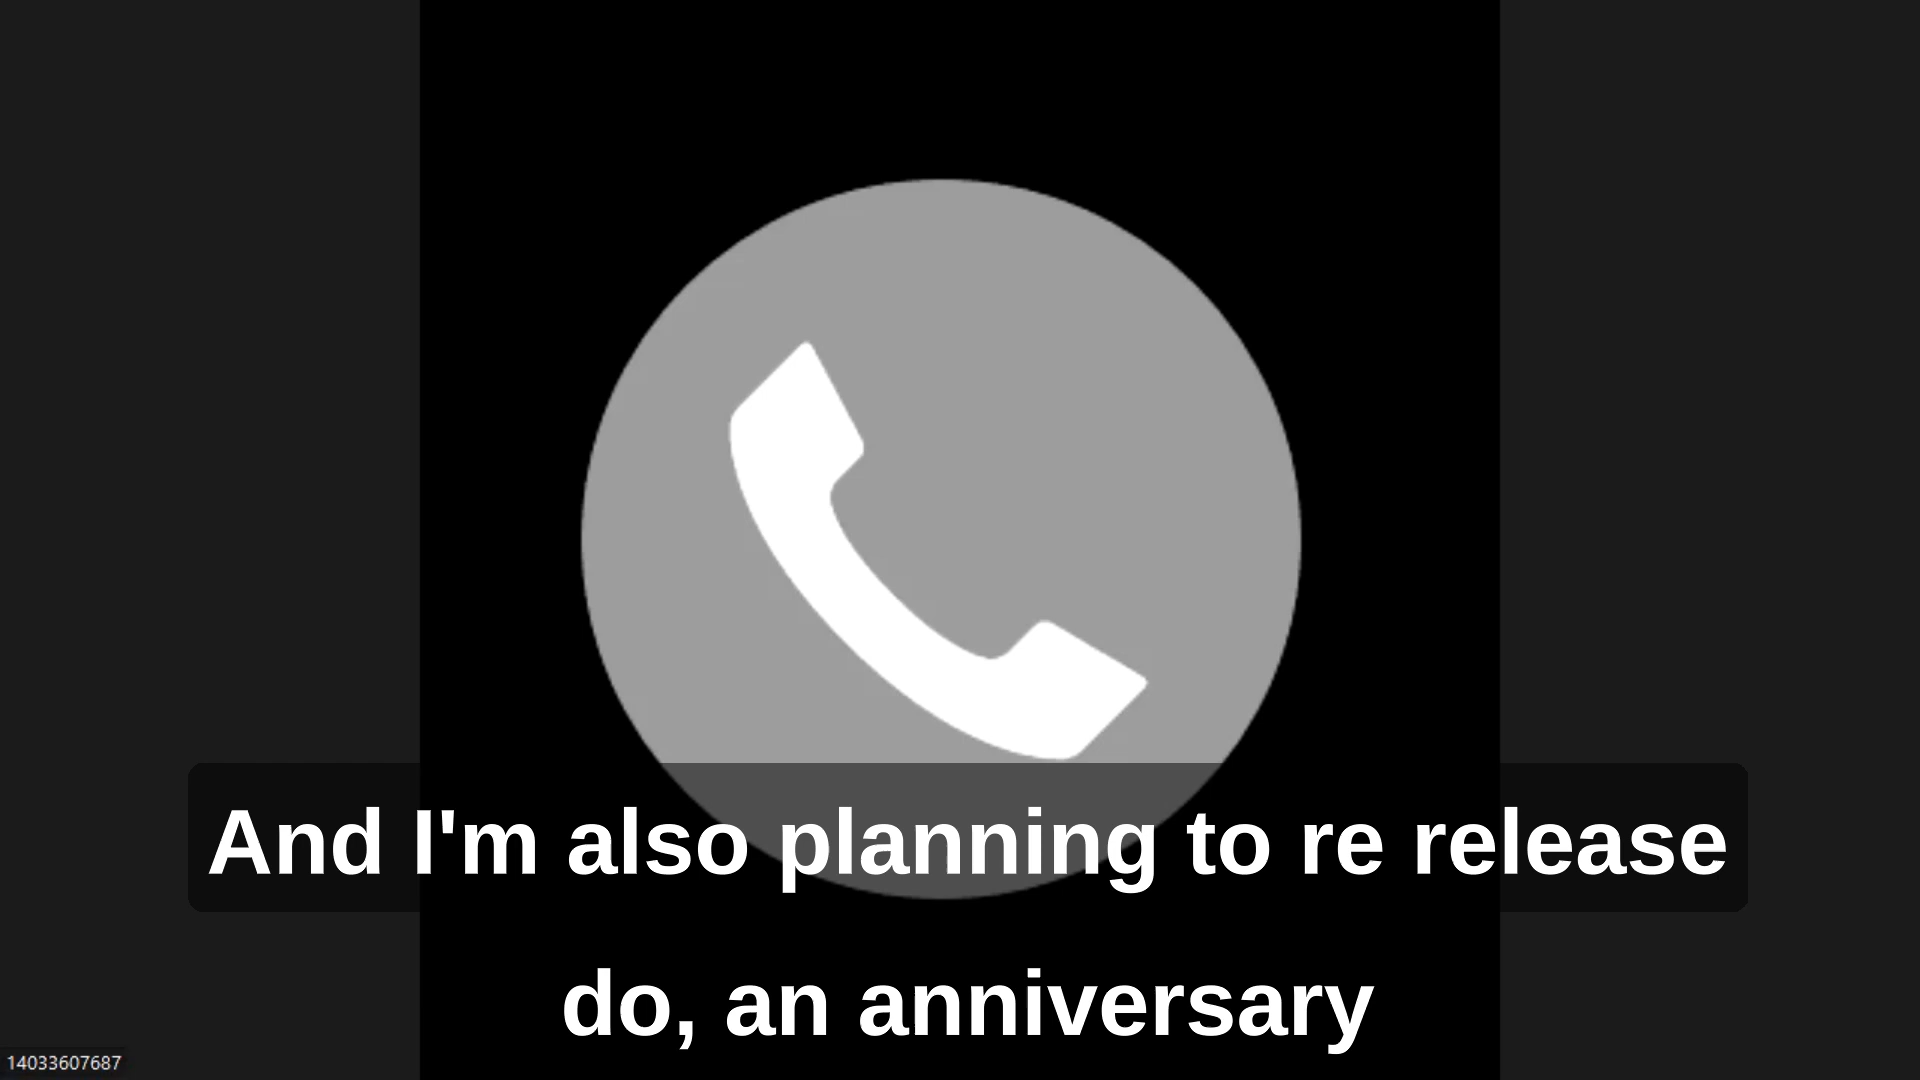 And I'm also planning to re release
do, an anniversary
14033607687